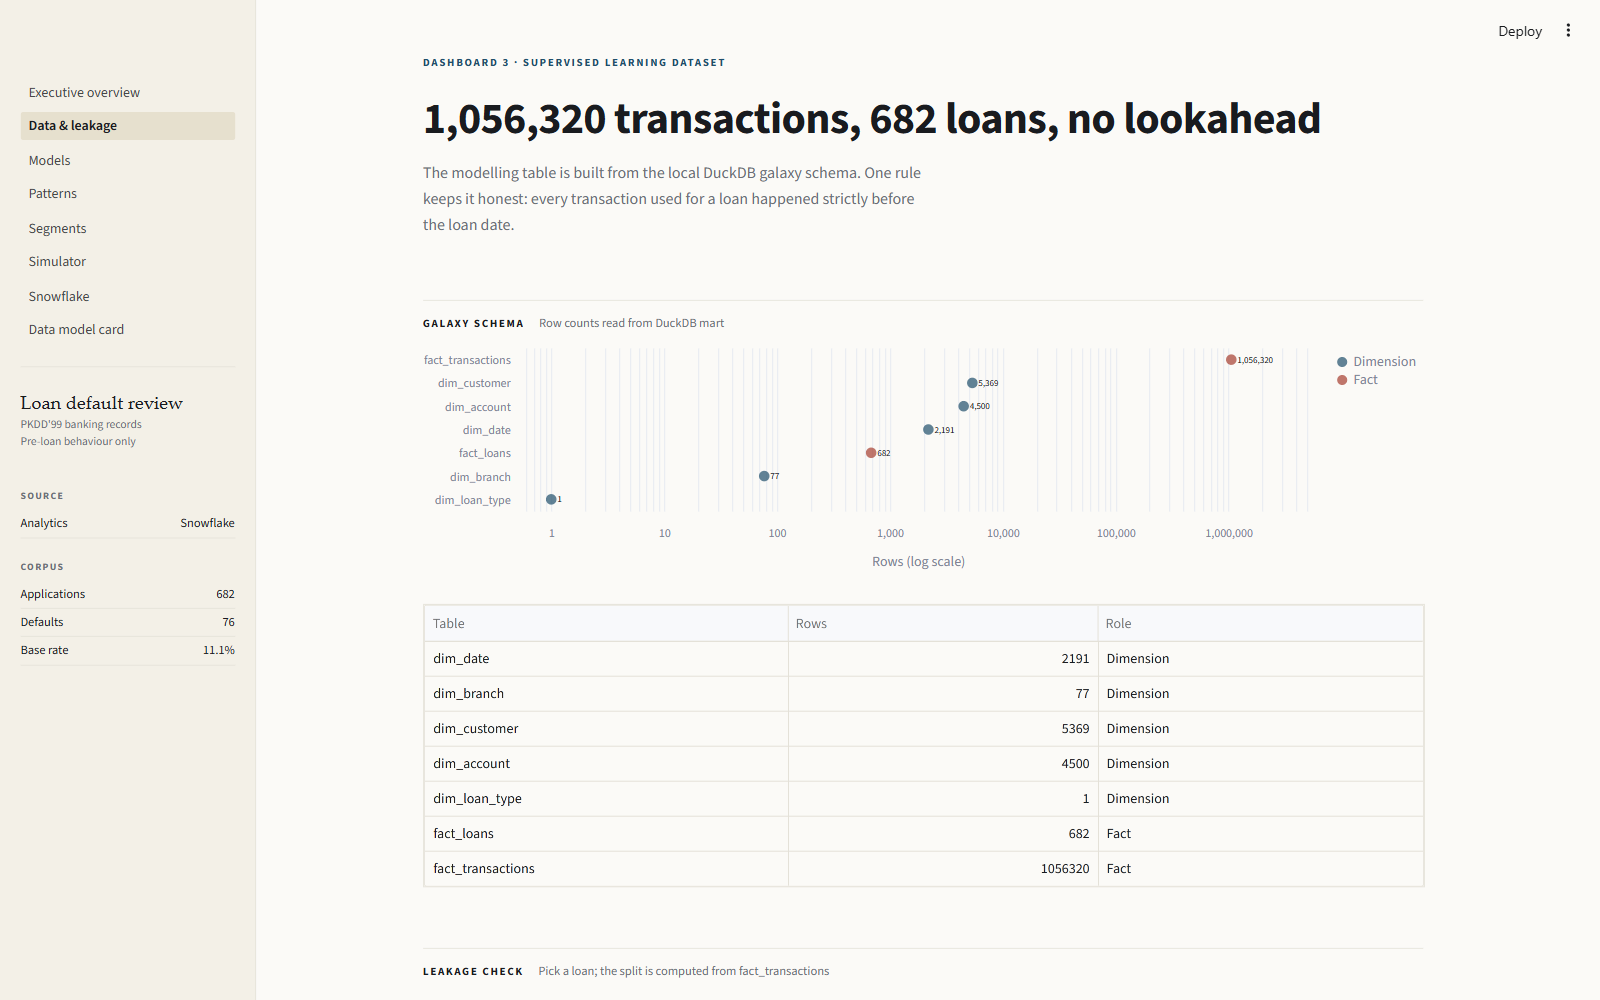 Deploy
Executive overview
Data & leakage
Models
Patterns
Segments
Simulator
Snowflake
Data model card
Loan default review
PKDD'99 banking records
Pre-loan behaviour only
SOURCE
Analytics Snowflake
CORPUS
Applications 682
Defaults 76
Base rate 11.1%
DASHBOARD 3 · SUPERVISED LEARNING DATASET
1,056,320 transactions, 682 loans, no lookahead
The modelling table is built from the local DuckDB galaxy schema. One rule
keeps it honest: every transaction used for a loan happened strictly before
the loan date.
GALAXY SCHEMA Row counts read from DuckDB mart
fact_transactions 1,056,320
dim_customer 5,369
dim_account 4,500
dim_date 2,191
fact_loans 682
dim_branch 77
dim_loan_type 1
1 10 100 1,000 10,000 100,000 1,000,000
Rows (log scale)
Dimension
Fact
Table Rows Role
dim_date 2191 Dimension
dim_branch 77 Dimension
dim_customer 5369 Dimension
dim_account 4500 Dimension
dim_loan_type 1 Dimension
fact_loans 682 Fact
fact_transactions 1056320 Fact
LEAKAGE CHECK Pick a loan; the split is computed from fact_transactions